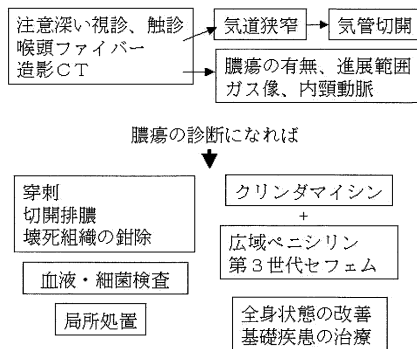 注意深い視診、触診
喉頭ファイバー
造影ＣＴ
気道狭窄
気管切開
膿瘍の有無、進展範囲
ガス像、内頸動脈
膿瘍の診断になれば
穿刺
切開排膿
壊死組織の鉗除
血液・細菌検査
局所処置
クリンダマイシン
+
広域ペニシリン
第３世代セフェム
全身状態の改善
基礎疾患の治療